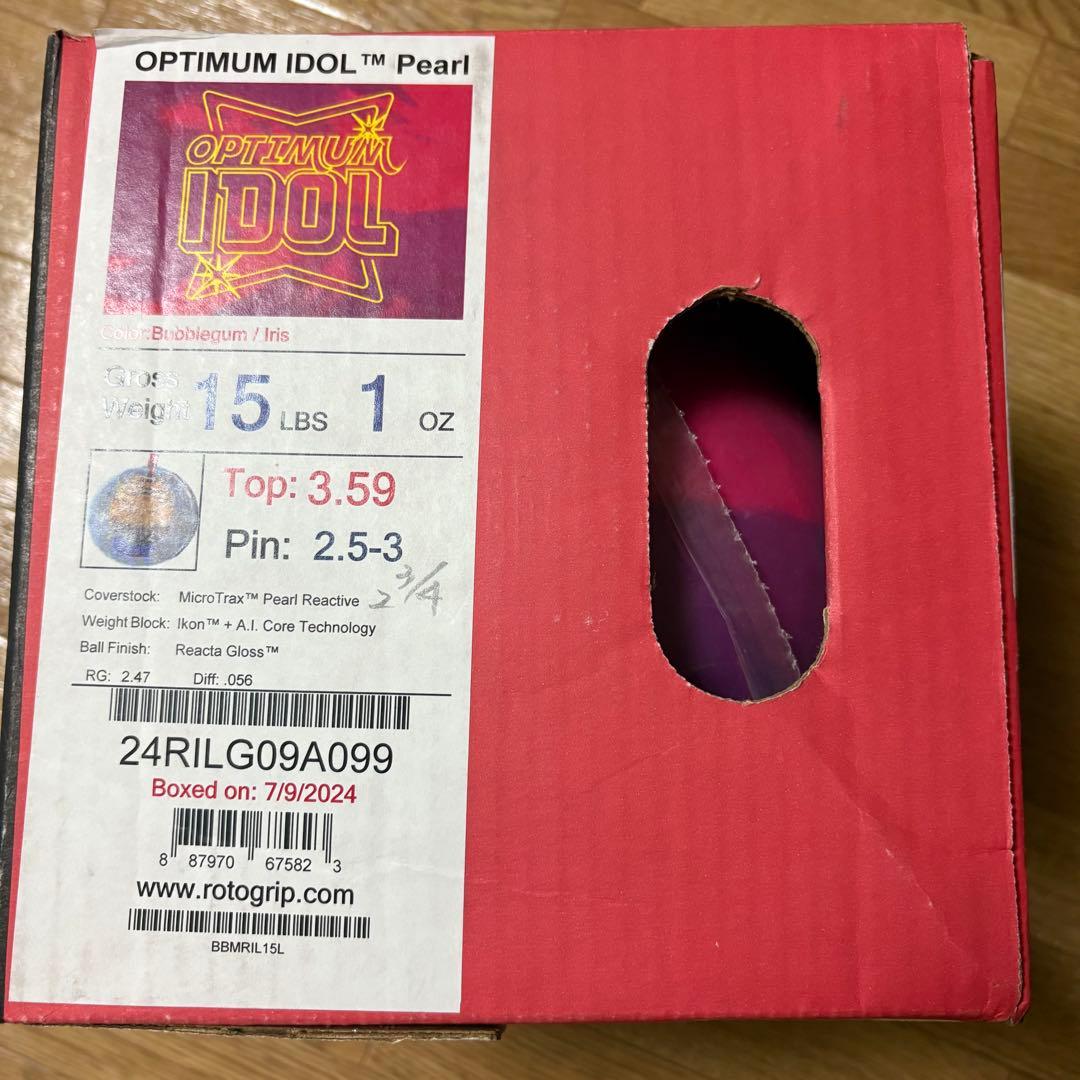 OPTIMUM IDOL™ Pearl
OPTIMUM
IDOL
Color:Bubblegum / Iris
Gross
Weight
15 LBS 1 OZ
Top: 3.59
Pin: 2.5-3
2 3/4
Coverstock: MicroTrax™ Pearl Reactive
Weight Block: Ikon™ + A.I. Core Technology
Ball Finish: Reacta Gloss™
RG: 2.47 Diff: .056
24RILG09A099
Boxed on: 7/9/2024
8 87970 67582 3
www.rotogrip.com
BBMRIL15L